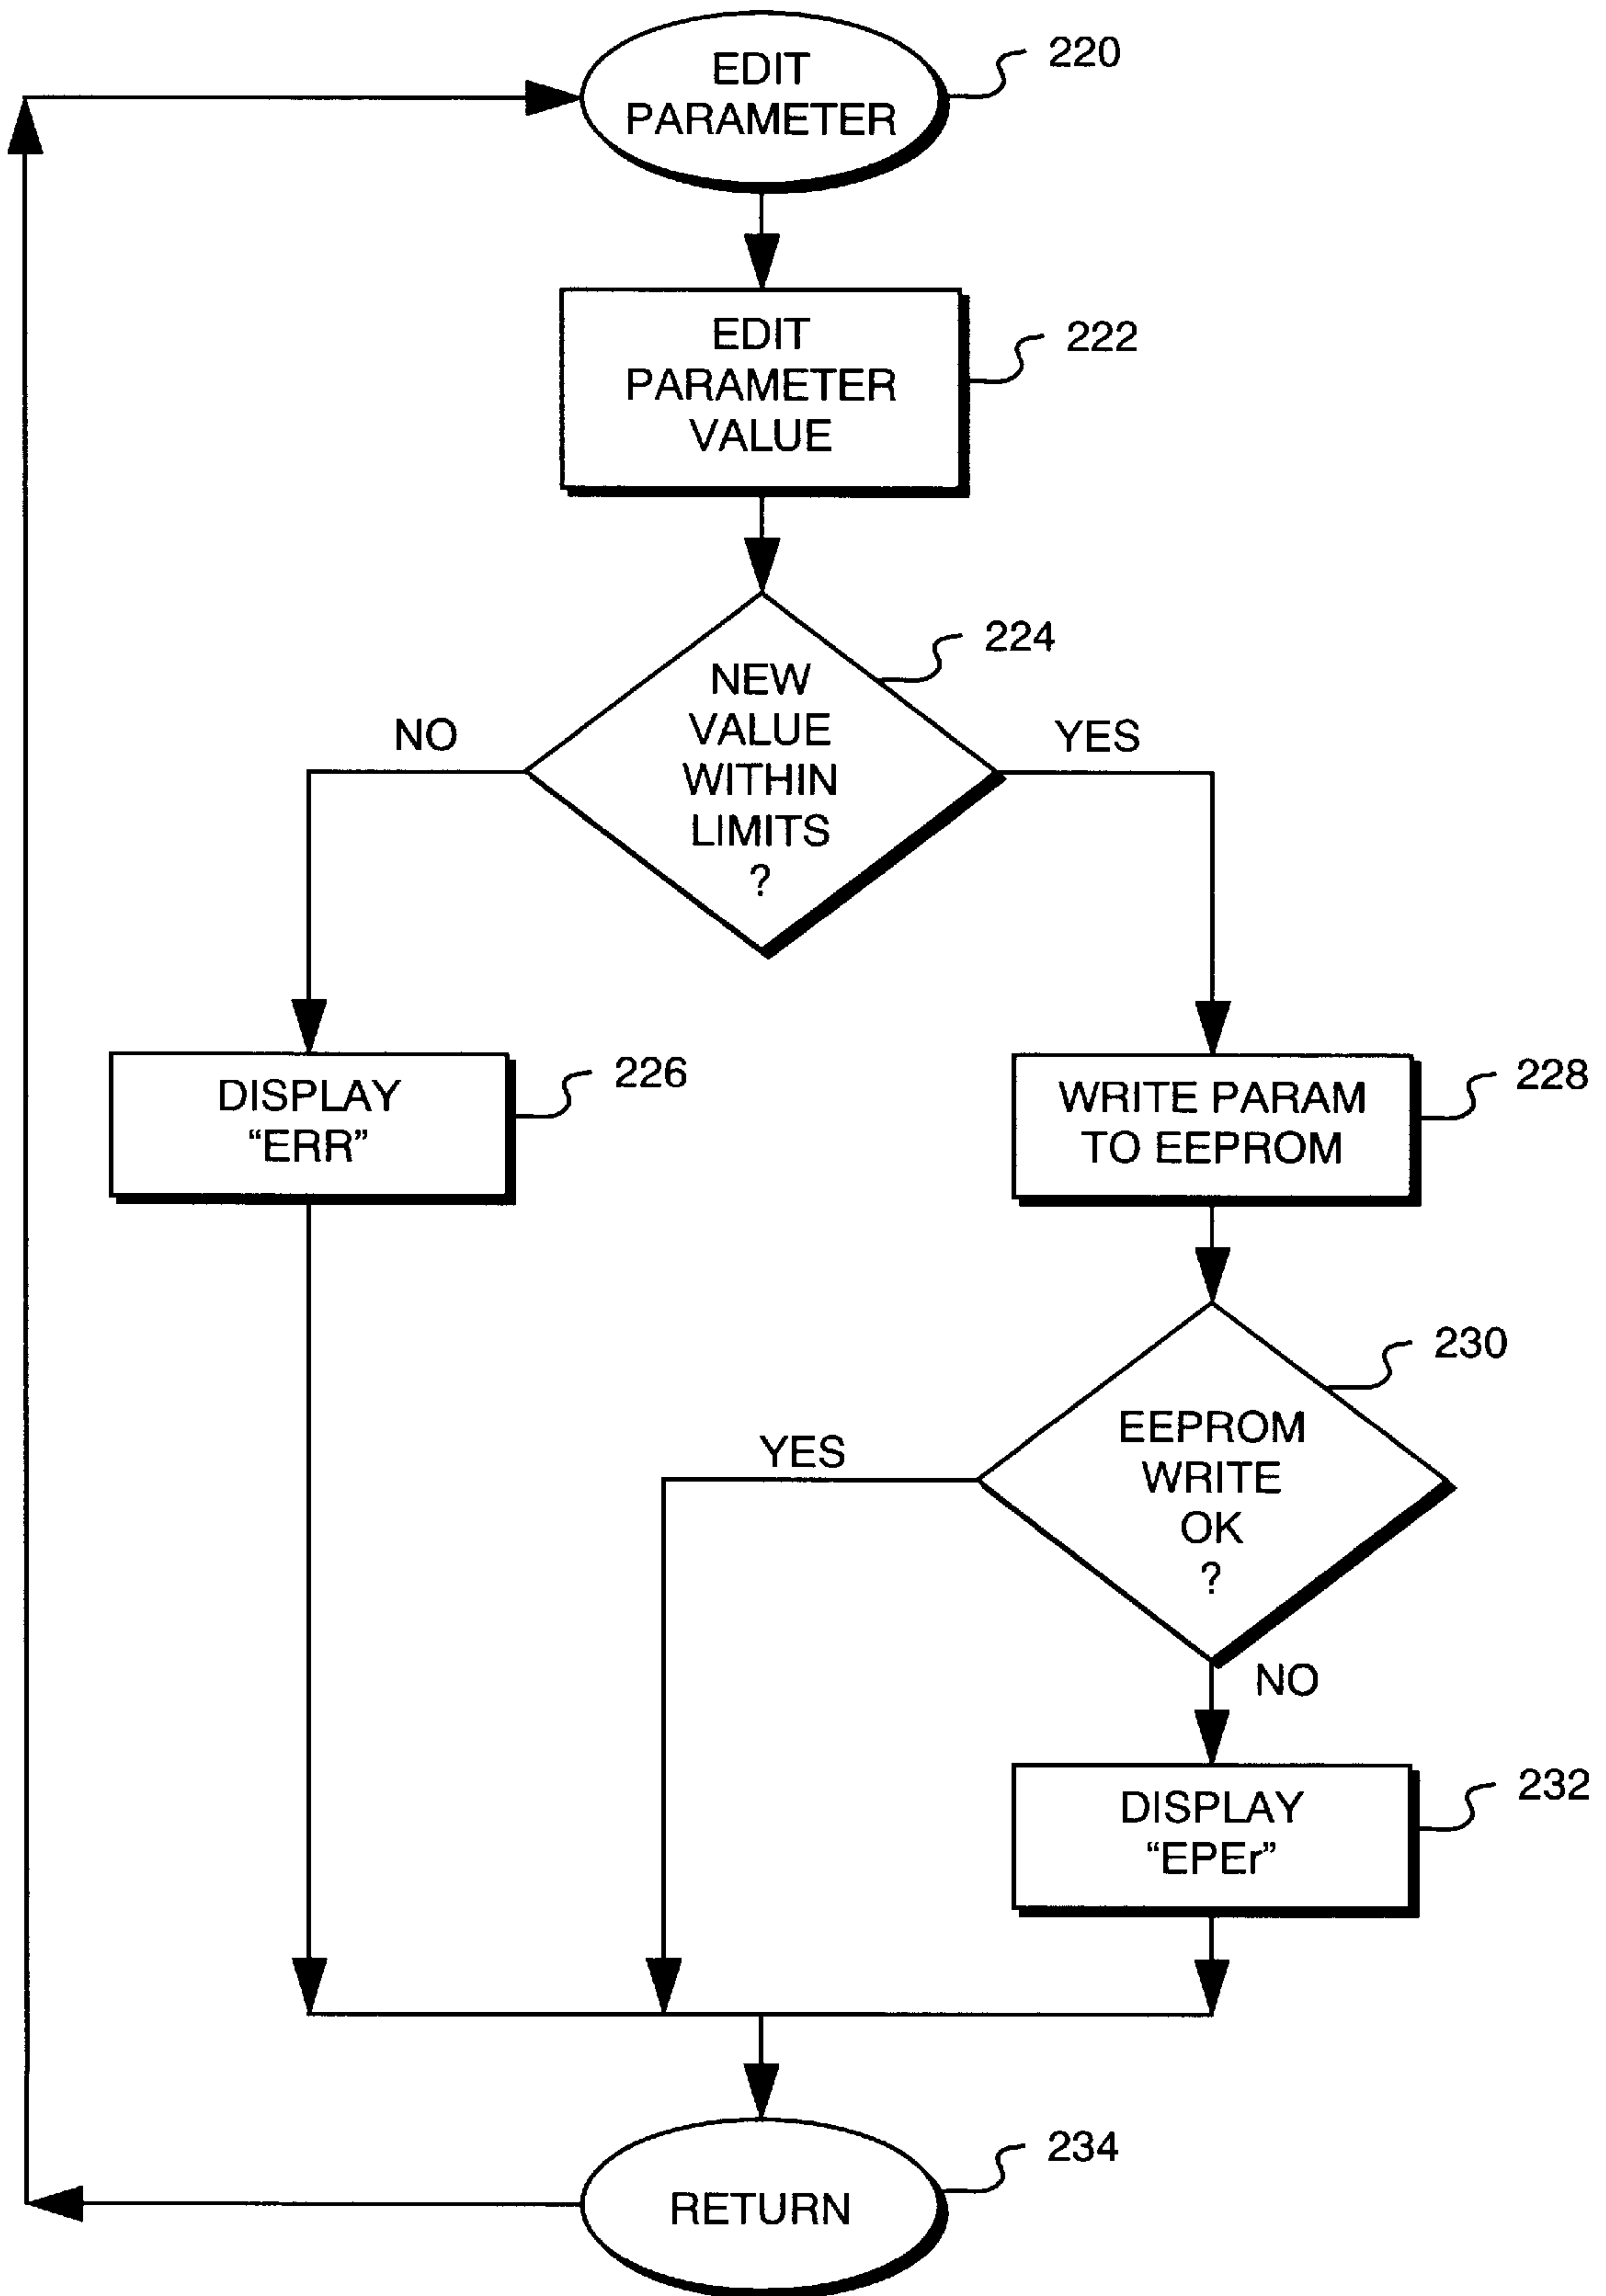 EDIT
PARAMETER
220
EDIT
PARAMETER
VALUE
222
224
NEW
VALUE
WITHIN
LIMITS
?
NO
YES
DISPLAY
“ERR”
226
WRITE PARAM
TO EEPROM
228
230
EEPROM
WRITE
OK
?
YES
NO
DISPLAY
“EPEr”
232
RETURN
234